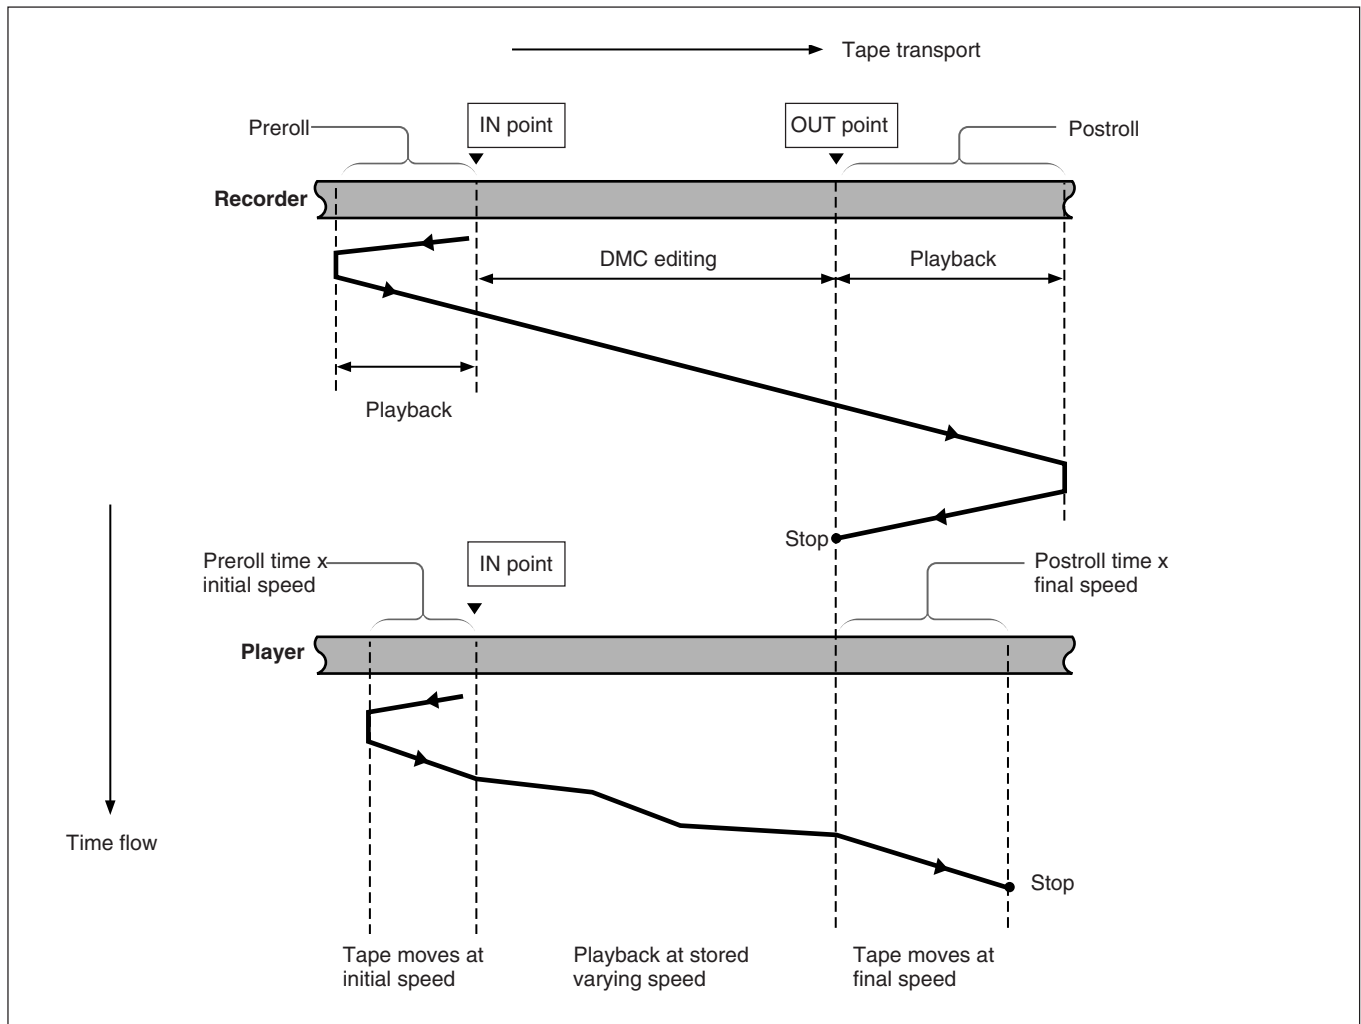 Tape transport
Preroll
IN point
OUT point
Postroll
Recorder
DMC editing
Playback
Playback
Stop
Preroll time x
initial speed
IN point
Postroll time x
final speed
Player
Time flow
Stop
Tape moves at
initial speed
Playback at stored
varying speed
Tape moves at
final speed